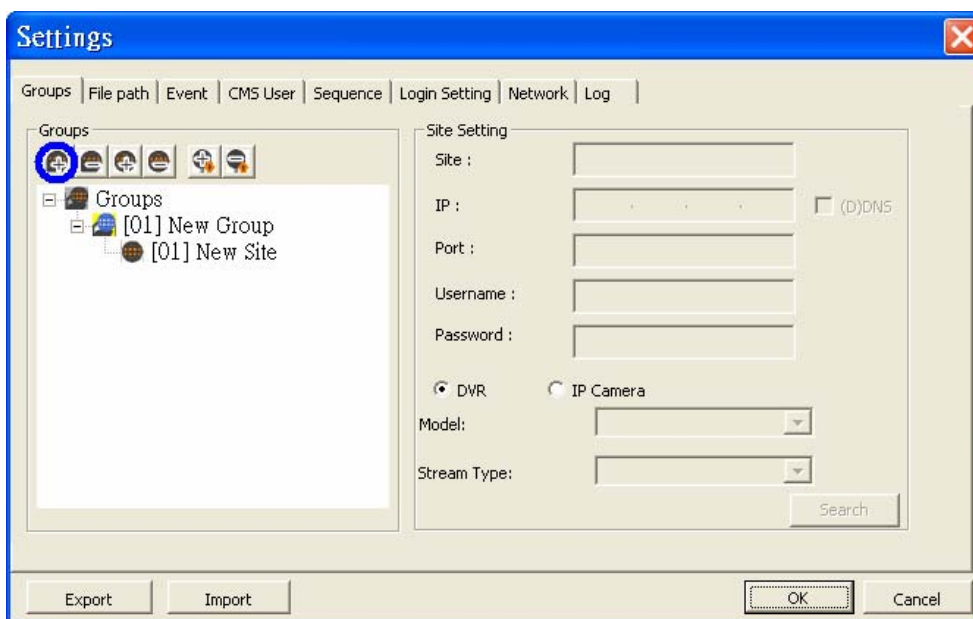 Settings
Groups File path Event CMS User Sequence Login Setting Network Log
Groups
Groups
[01] New Group
[01] New Site
Site Setting
Site :
IP :
(D)DNS
Port :
Username :
Password :
DVR IP Camera
Model:
Stream Type:
Search
Export Import OK Cancel